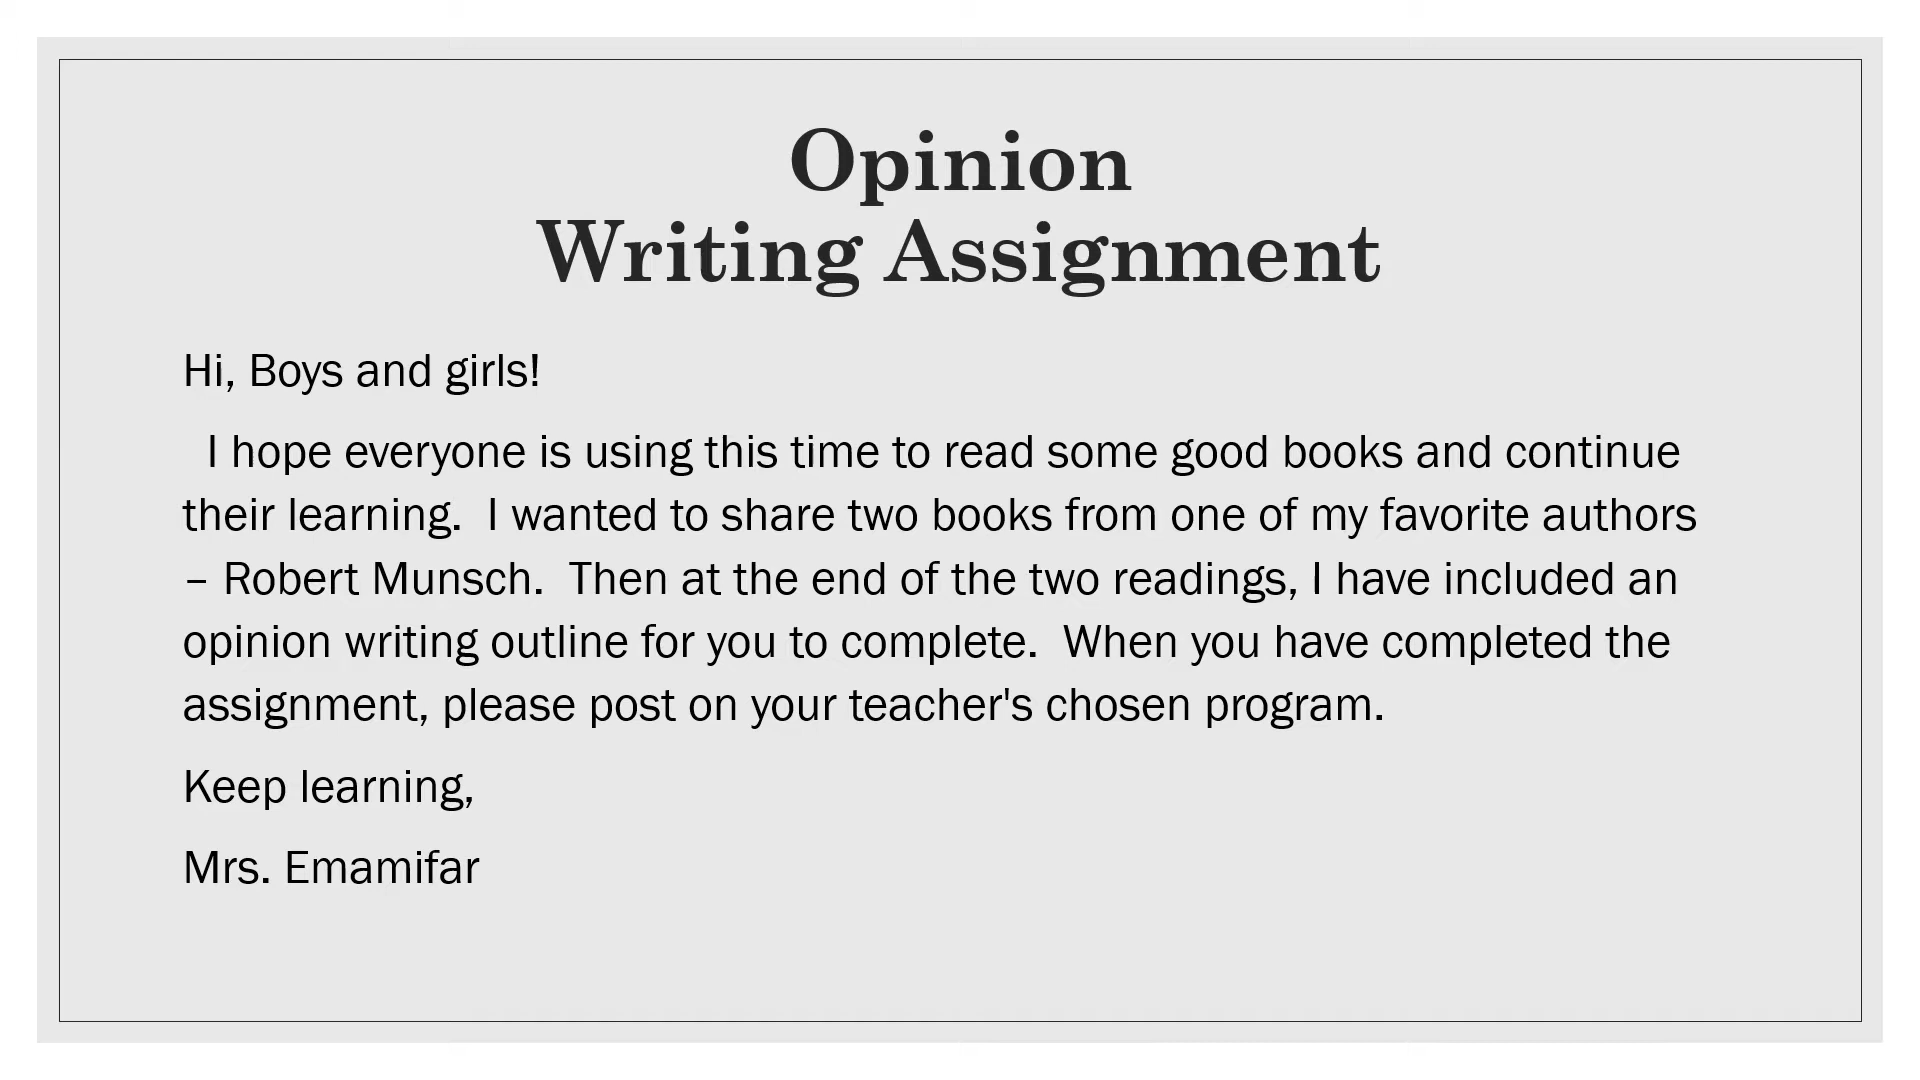 Opinion
Writing Assignment
Hi, Boys and girls!
I hope everyone is using this time to read some good books and continue
their learning.  I wanted to share two books from one of my favorite authors
– Robert Munsch.  Then at the end of the two readings, I have included an
opinion writing outline for you to complete.  When you have completed the
assignment, please post on your teacher's chosen program.
Keep learning,
Mrs. Emamifar